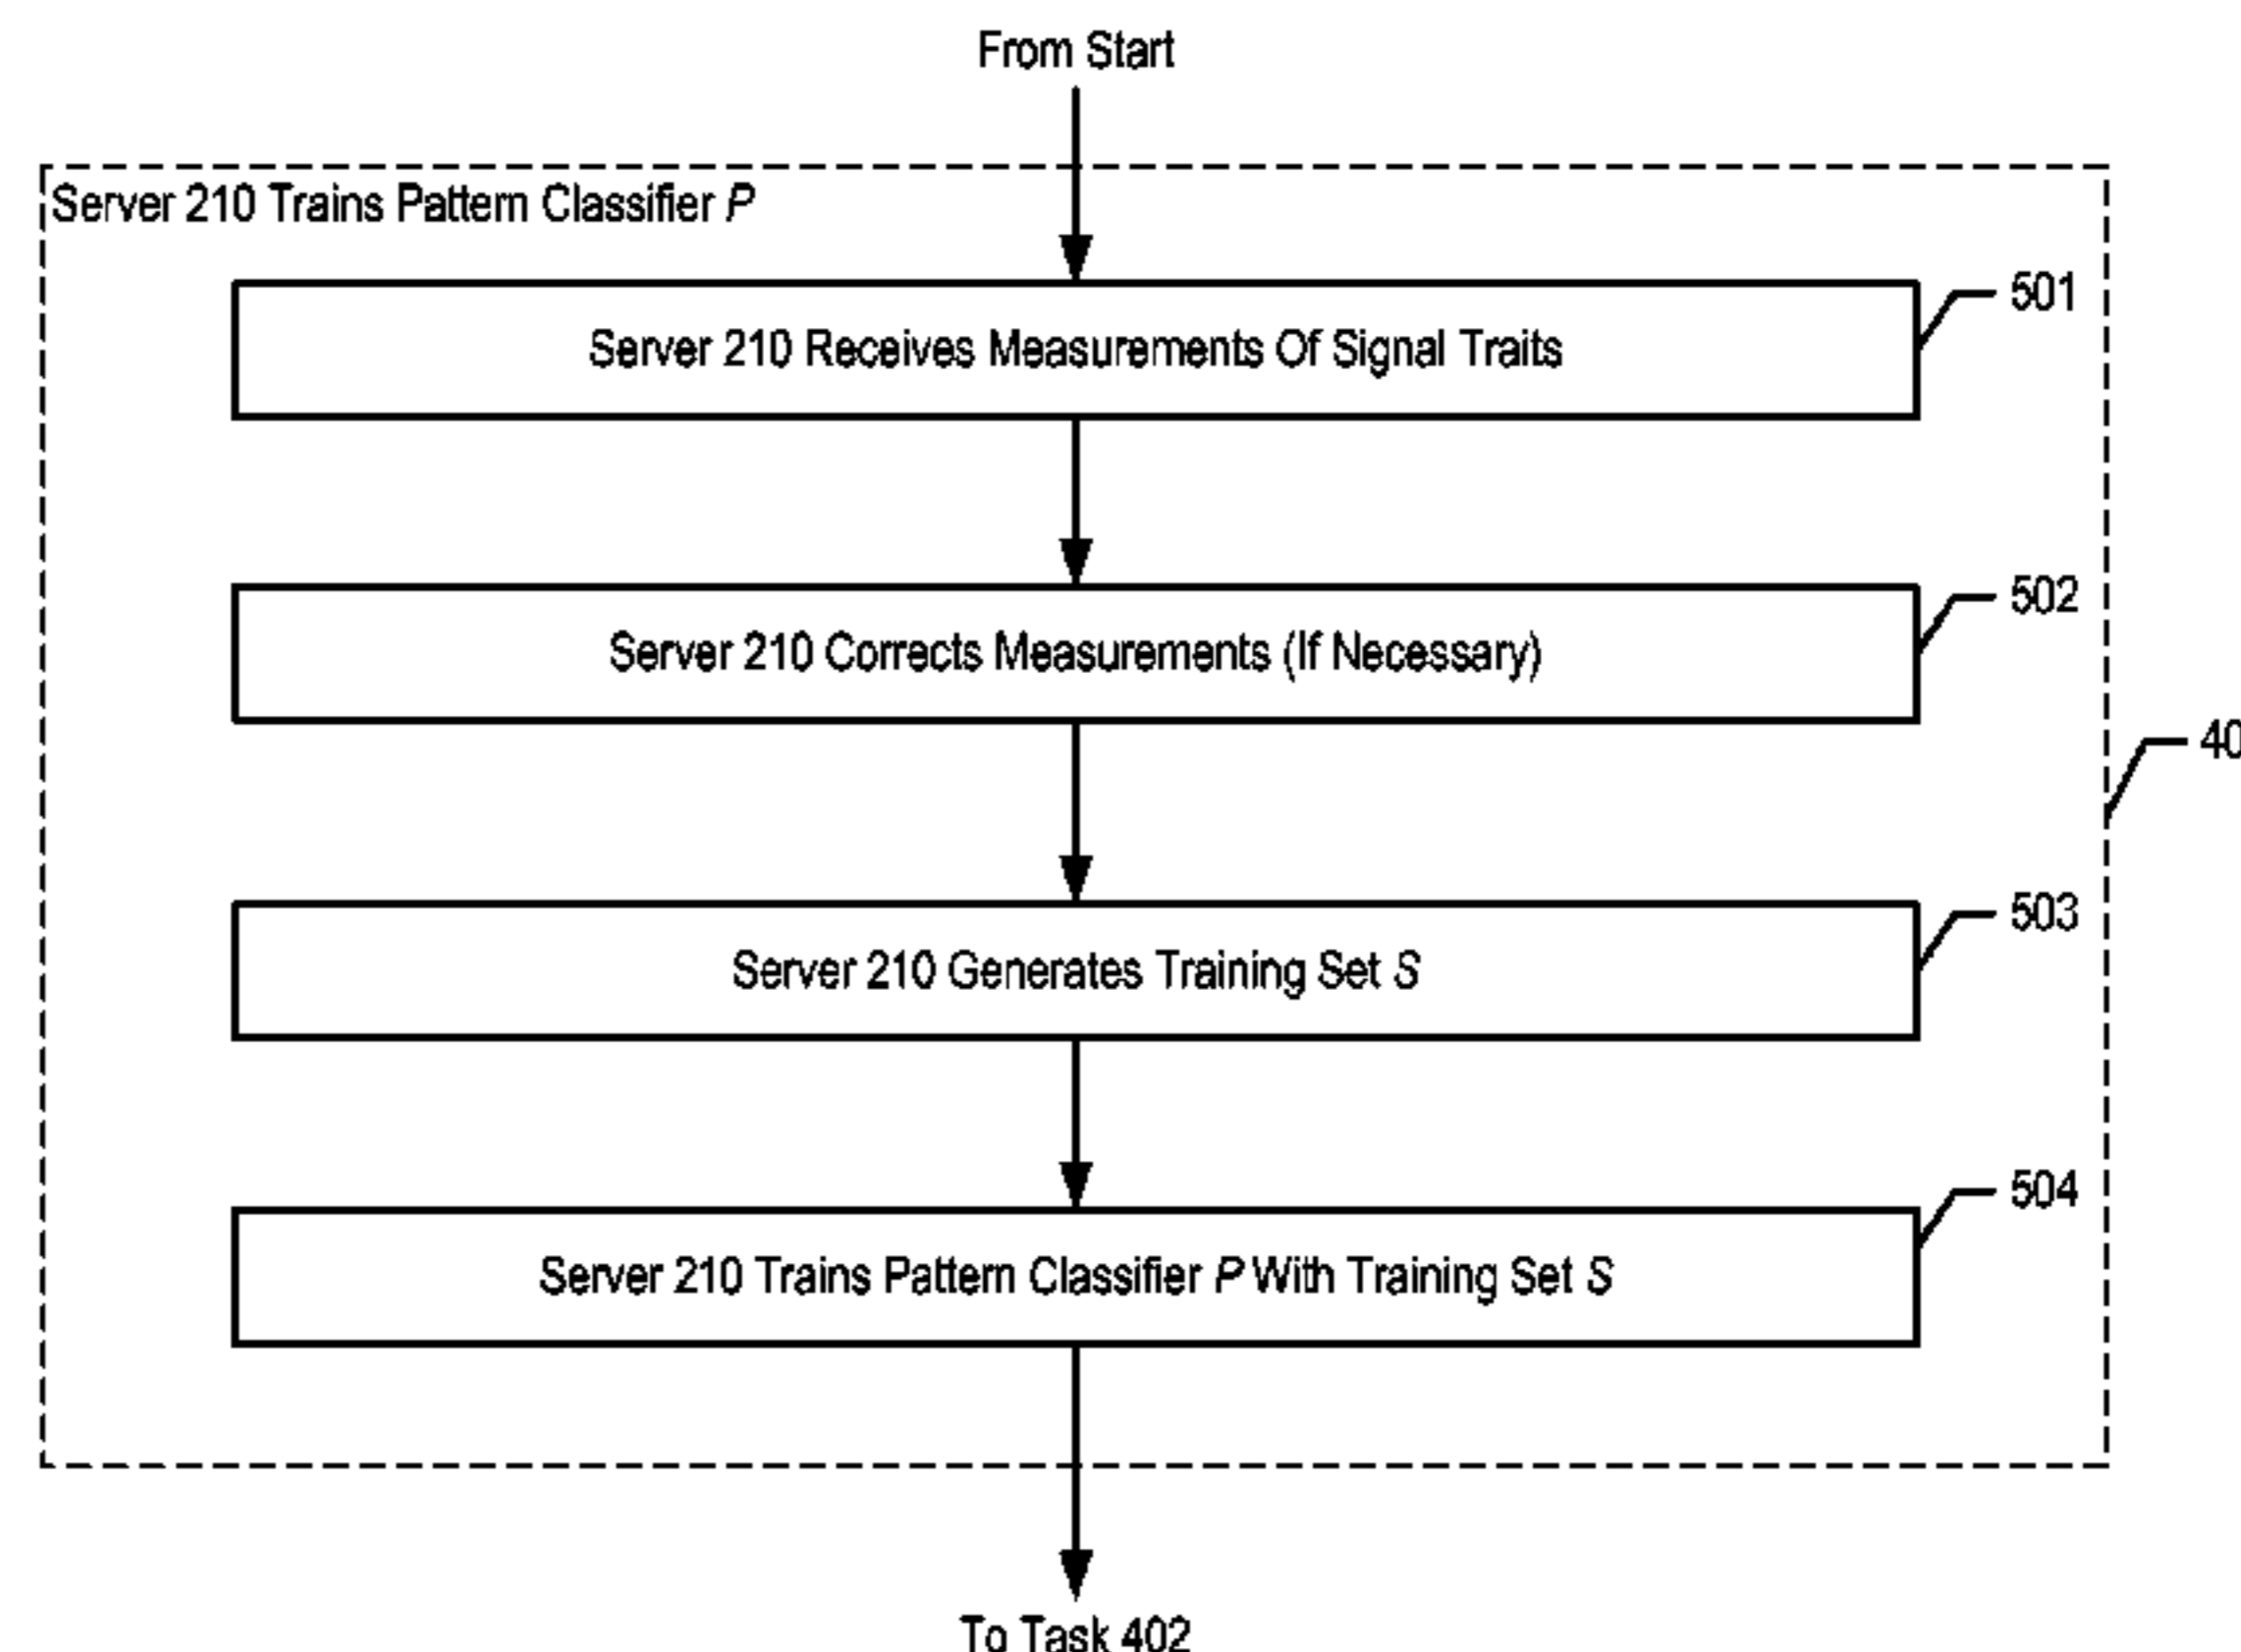 From Start
Server 210 Trains Pattern Classifier P
501
Server 210 Receives Measurements Of Signal Traits
502
Server 210 Corrects Measurements (If Necessary)
40
503
Server 210 Generates Training Set S
504
Server 210 Trains Pattern Classifier P With Training Set S
To Task 402